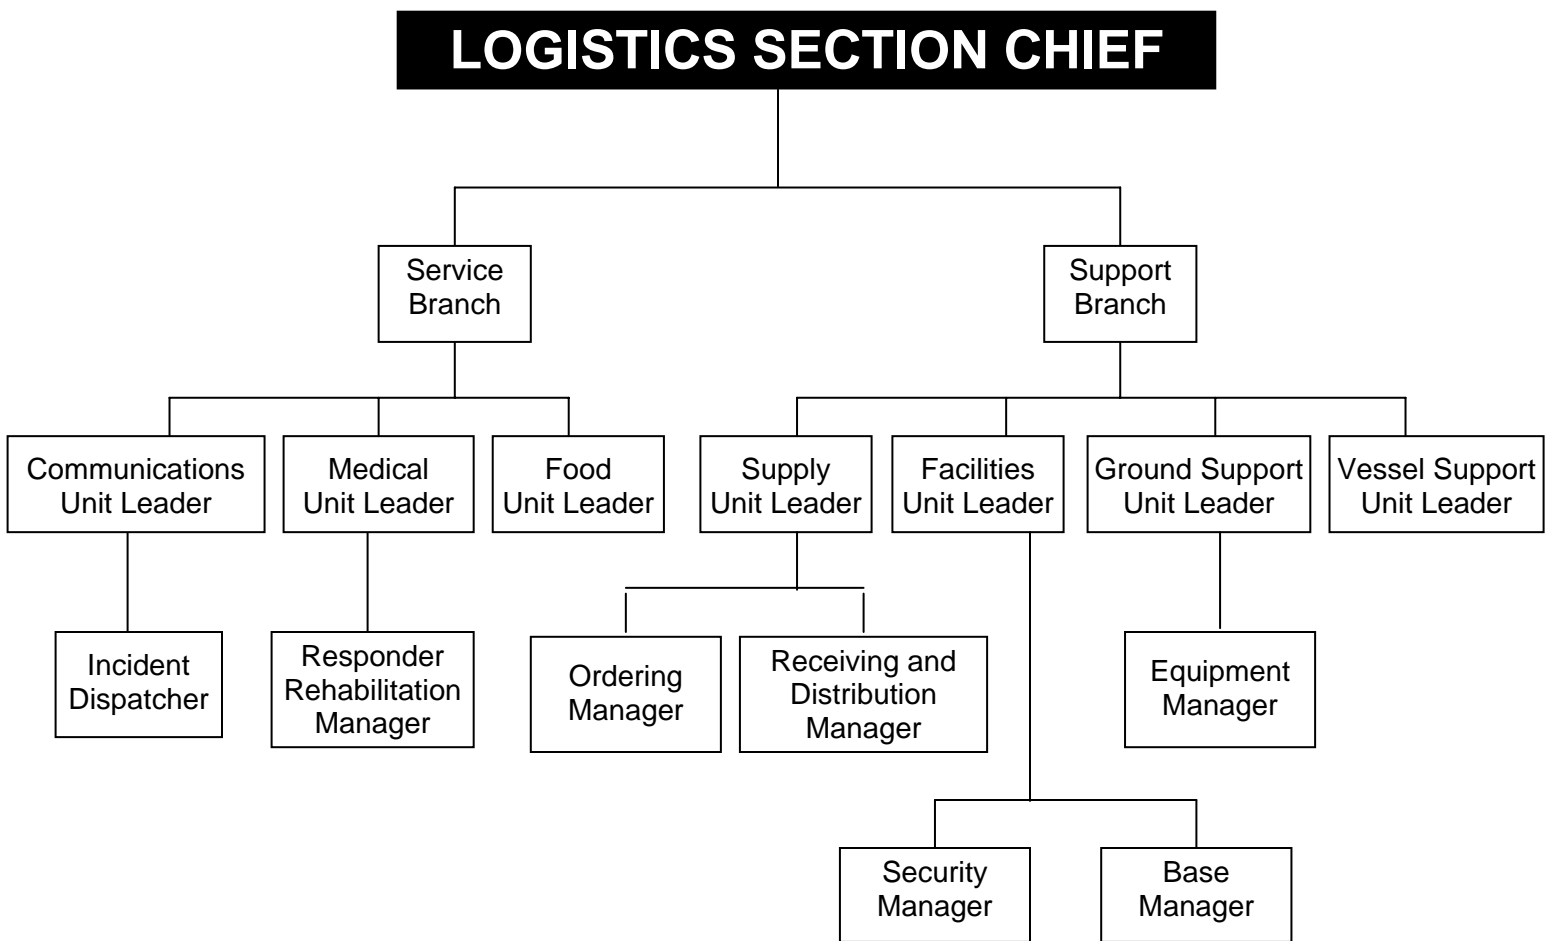 LOGISTICS SECTION CHIEF
Service
Branch
Support
Branch
Communications
Unit Leader
Medical
Unit Leader
Food
Unit Leader
Supply
Unit Leader
Facilities
Unit Leader
Ground Support
Unit Leader
Vessel Support
Unit Leader
Incident
Dispatcher
Responder
Rehabilitation
Manager
Ordering
Manager
Receiving and
Distribution
Manager
Equipment
Manager
Security
Manager
Base
Manager